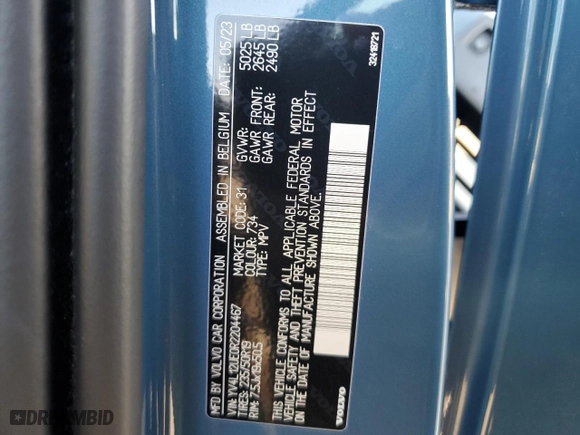 MFD BY VOLVO CAR CORPORATION ASSEMBLED IN BELGIUM DATE: 05/23
VIN: YV4L12UE0R2204467 MARKET CODE: 31 GVWR: 5025 LB
TIRES: 235/50R19 COLOUR: 734 GAWR FRONT: 2645 LB
RIM: 7.5JX19x50.5 TYPE: MPV GAWR REAR: 2490 LB
THIS VEHICLE CONFORMS TO ALL APPLICABLE FEDERAL MOTOR
VEHICLE SAFETY AND THEFT PREVENTION STANDARDS IN EFFECT
ON THE DATE OF MANUFACTURE SHOWN ABOVE.
VOLVO 32418721
DREAMBID